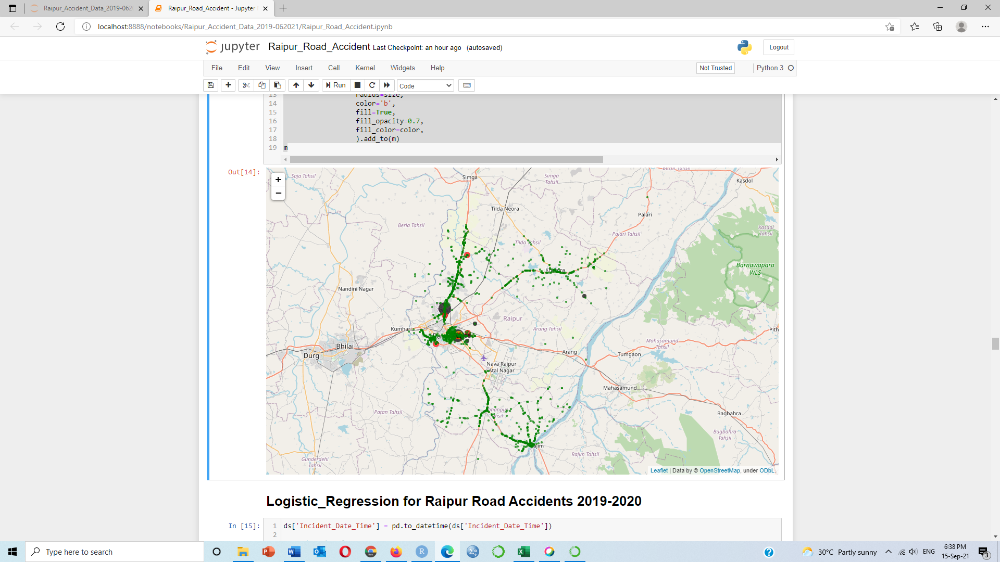 Raipur_Accident_Data_2019-062
Raipur_Road_Accident - Jupyter
localhost:8888/notebooks/Raipur_Accident_Data_2019-062021/Raipur_Road_Accident.ipynb
jupyter Raipur_Road_Accident Last Checkpoint: an hour ago (autosaved)
Logout
File Edit View Insert Cell Kernel Widgets Help
Not Trusted
Python 3
Run
Code
13 radius=size,
14 color='b',
15 fill=True,
16 fill_opacity=0.7,
17 fill_color=color,
18 ).add_to(m)
19 m
Out[14]:
+
−
Saja Tahsil
Simga
Simga
Tahsil
Kasdol
Tilda Neora
Palari
Berla Tahsil
Kasdol
Tahsil
Palari Tahsil
Tilda Tahsil
Barnawapara
WLS
Nandini Nagar
Raipur
Kumhari
Arang Tahsil
Pith
Mahasamund
Tahsil
Bhilai
Durg
Arang
Tumgaon
Nava Raipur
Atal Nagar
Mahasamund
Patan Tahsil
Bagbahra
Bagbahra
Tahsil
Rajim Tahsil
Gunderdehi
Tahsil
Leaflet | Data by © OpenStreetMap, under ODbL.
Logistic_Regression for Raipur Road Accidents 2019-2020
In [15]:
1 ds['Incident_Date_Time'] = pd.to_datetime(ds['Incident_Date_Time'])
2
Type here to search
30°C Partly sunny
ENG
6:38 PM
15-Sep-21
3